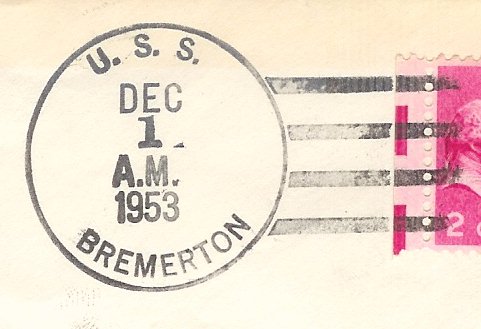 U. S. S.
DEC
1
A.M.
1953
BREMERTON
2